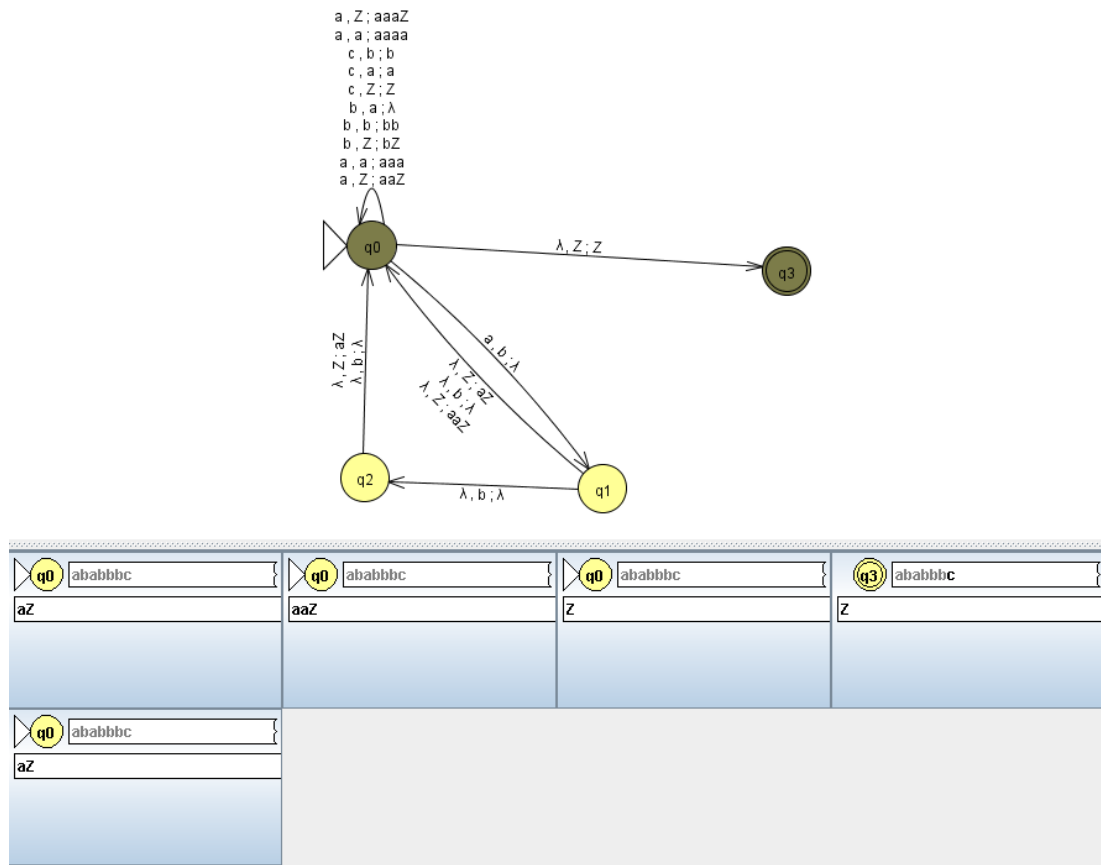 a , Z ; aaaZ
a , a ; aaaa
c , b ; b
c , a ; a
c , Z ; Z
b , a ; λ
b , b ; bb
b , Z ; bZ
a , a ; aaa
a , Z ; aaZ
q0
λ , Z ; Z
q3
a , b ; λ
λ , Z ; aZ
λ , b ; λ
λ , Z ; aaZ
λ , Z ; aZ
λ , b ; λ
q2
λ , b ; λ
q1
q0 ababbbc
aZ
q0 ababbbc
aaZ
q0 ababbbc
Z
q3 ababbbc
Z
q0 ababbbc
aZ